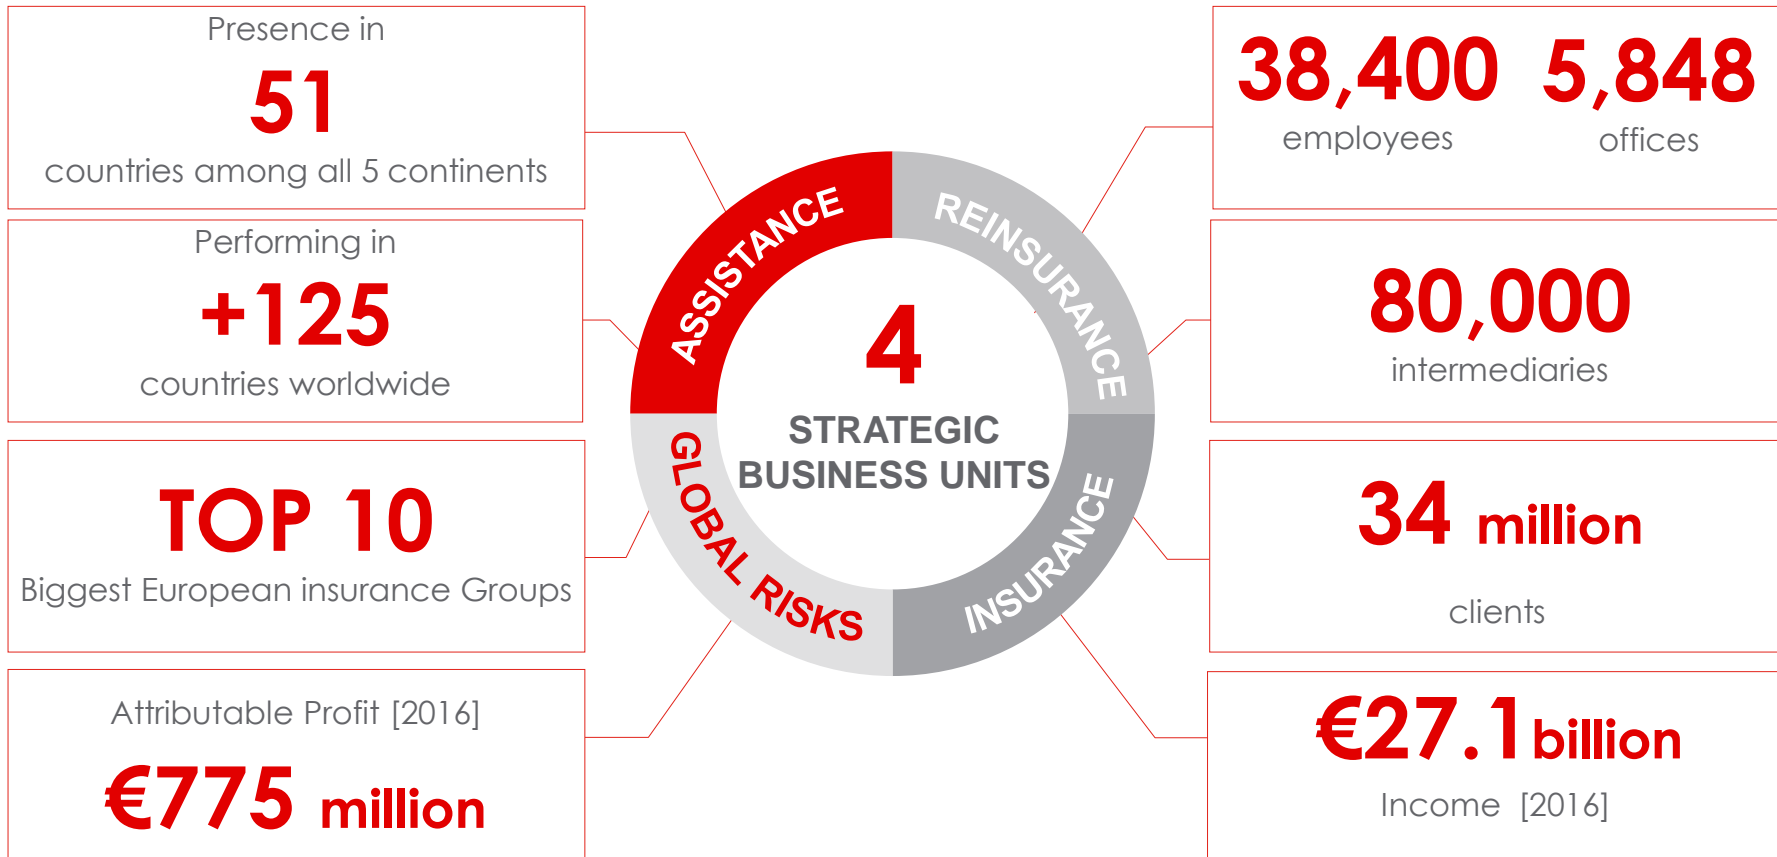 Presence in
51
countries among all 5 continents
Performing in
+125
countries worldwide
TOP 10
Biggest European insurance Groups
Attributable Profit [2016]
€775 million
ASSISTANCE
REINSURANCE
GLOBAL RISKS
INSURANCE
4
STRATEGIC
BUSINESS UNITS
38,400 5,848
employees offices
80,000
intermediaries
34 million
clients
€27.1 billion
Income [2016]